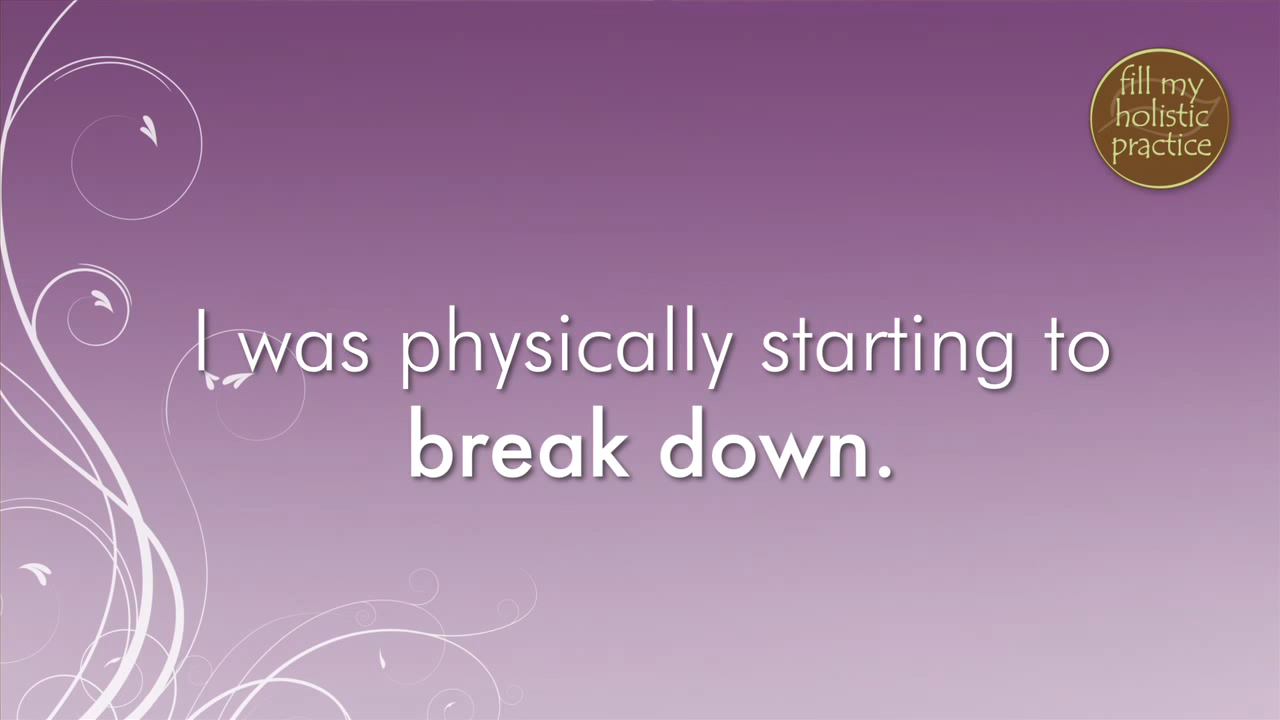 fill my
holistic
practice
I was physically starting to
break down.